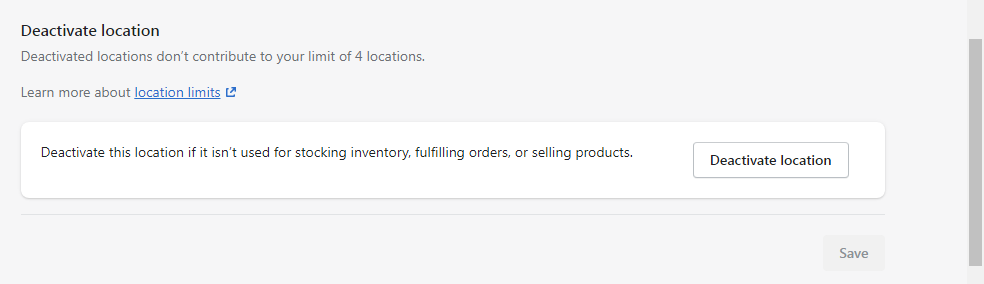 Deactivate location
Deactivated locations don’t contribute to your limit of 4 locations.
Learn more about location limits
Deactivate this location if it isn’t used for stocking inventory, fulfilling orders, or selling products.
Deactivate location
Save